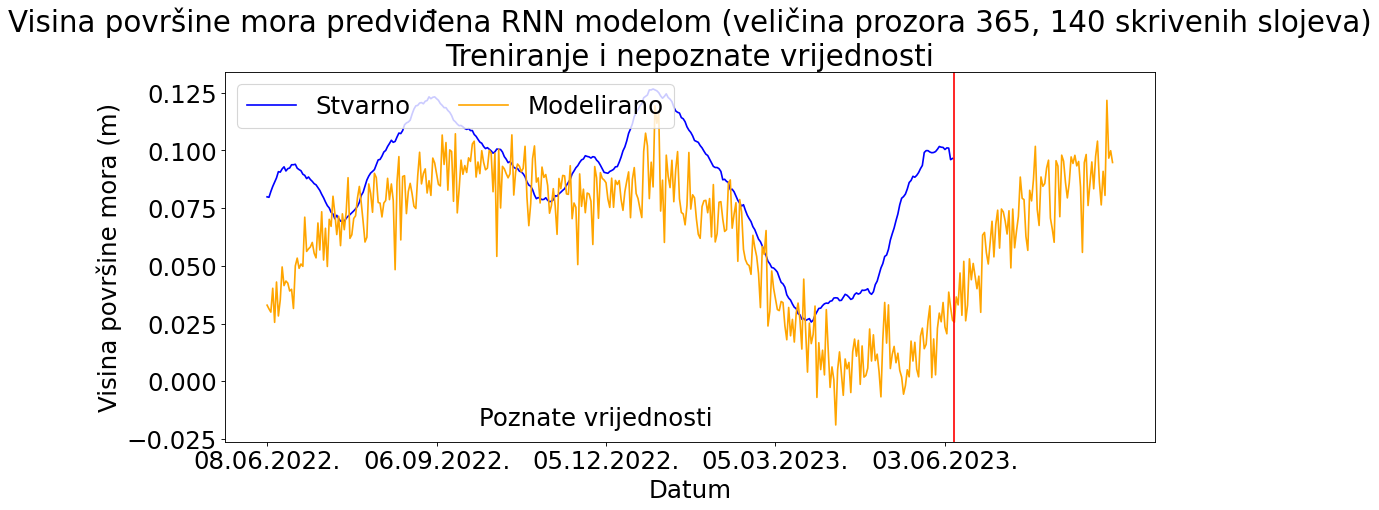 Visina površine mora predviđena RNN modelom (veličina prozora 365, 140 skrivenih slojeva)
Treniranje i nepoznate vrijednosti
Stvarno Modelirano
Visina površine mora (m)
0.125
0.100
0.075
0.050
0.025
0.000
−0.025
Poznate vrijednosti
08.06.2022. 06.09.2022. 05.12.2022. 05.03.2023. 03.06.2023.
Datum